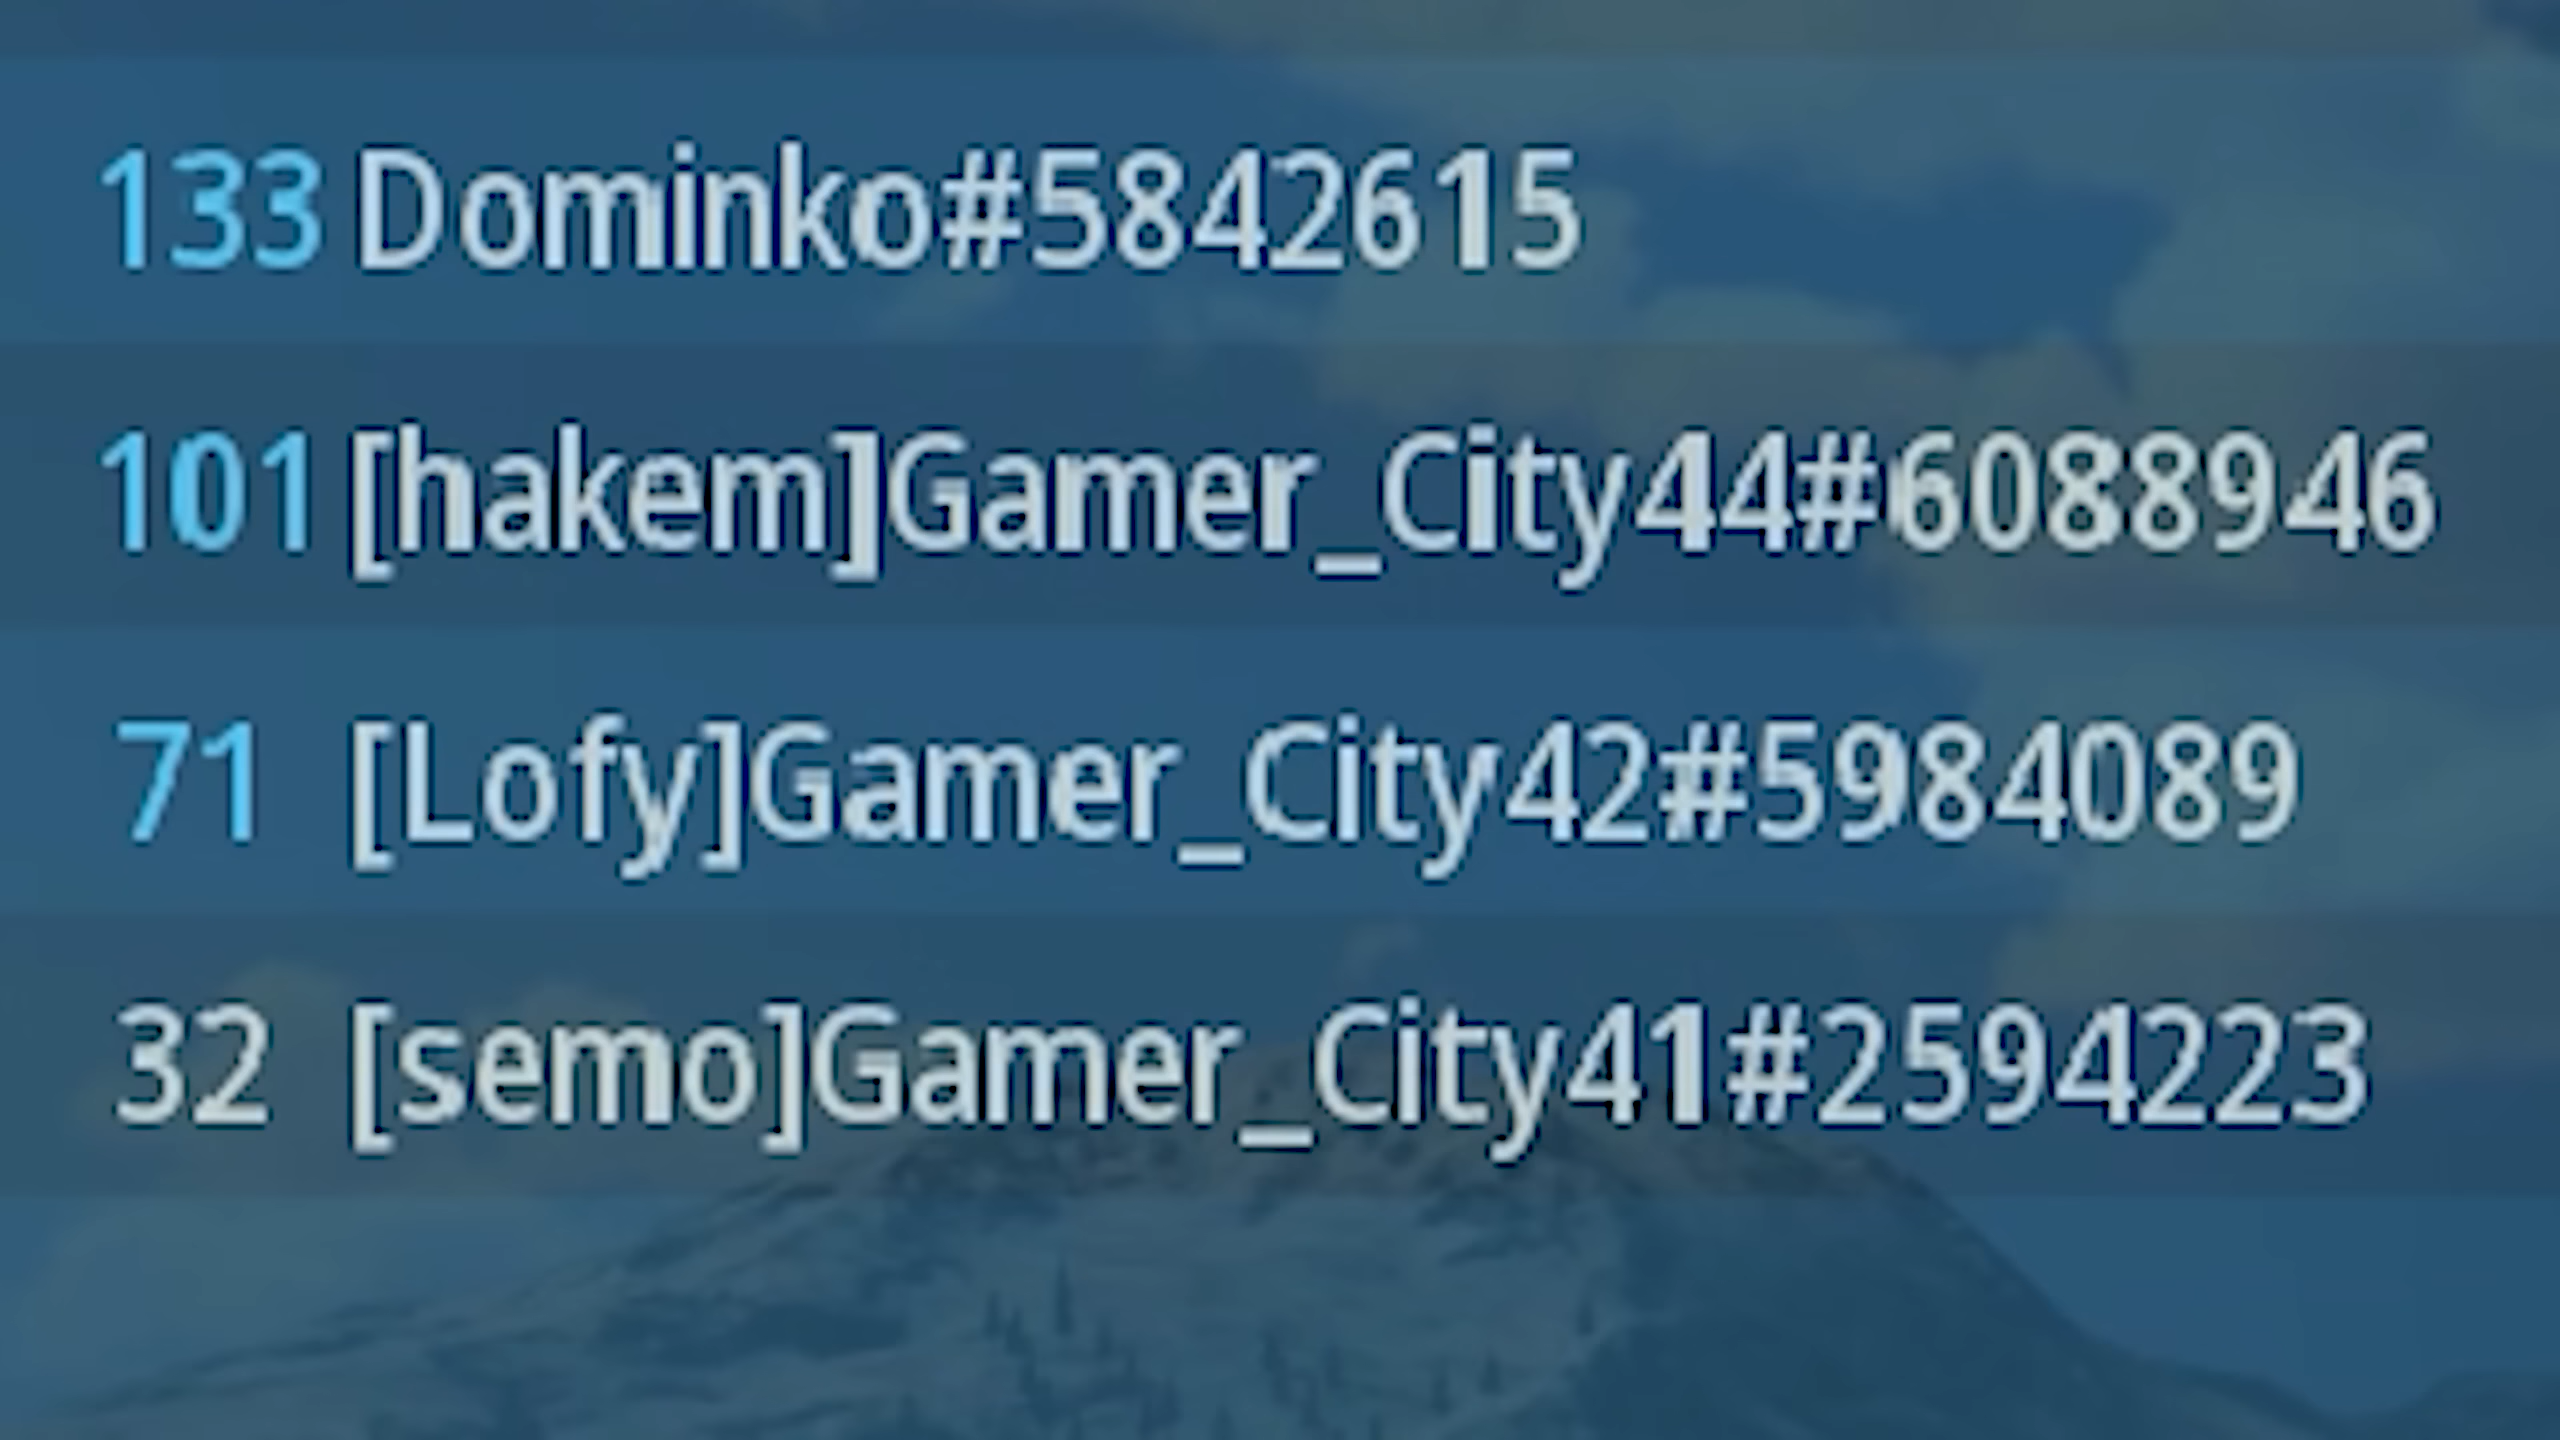 133 Dominko#5842615
101 [hakem]Gamer_City44#6088946
71 [Lofy]Gamer_City42#5984089
32 [semo]Gamer_City41#2594223